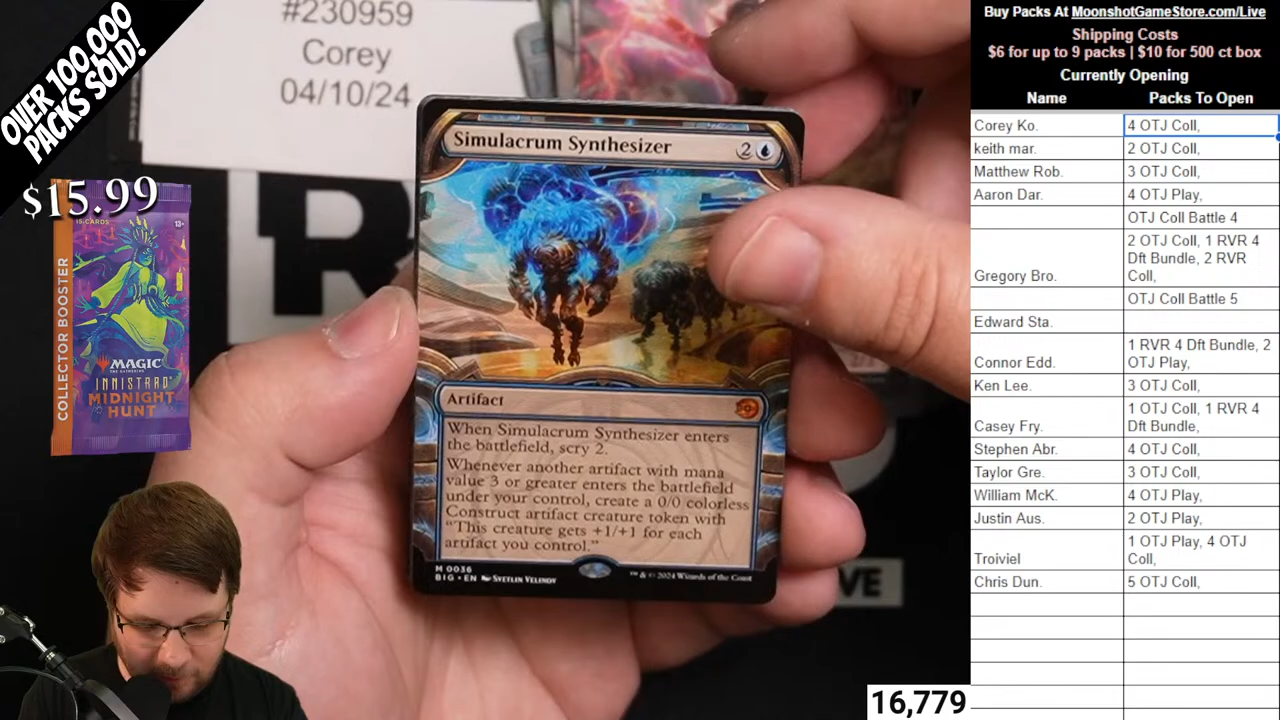 OVER 100,000
PACKS SOLD!
$15.99
15 CARDS
13+
COLLECTOR BOOSTER
MAGIC
THE GATHERING
INNISTRAD
MIDNIGHT
HUNT
#230959
Corey
04/10/24
Simulacrum Synthesizer 2
Artifact
When Simulacrum Synthesizer enters
the battlefield, scry 2.
Whenever another artifact with mana
value 3 or greater enters the battlefield
under your control, create a 0/0 colorless
Construct artifact creature token with
“This creature gets +1/+1 for each
artifact you control.”
M 0036
BIG • EN Svetlin Velinov
™ & © 2024 Wizards of the Coast
16,779
Buy Packs At MoonshotGameStore.com/Live
Shipping Costs
$6 for up to 9 packs | $10 for 500 ct box
Currently Opening
Name Packs To Open
Corey Ko. 4 OTJ Coll,
keith mar. 2 OTJ Coll,
Matthew Rob. 3 OTJ Coll,
Aaron Dar. 4 OTJ Play,
OTJ Coll Battle 4
2 OTJ Coll, 1 RVR 4
Dft Bundle, 2 RVR
Gregory Bro. Coll,
OTJ Coll Battle 5
Edward Sta.
1 RVR 4 Dft Bundle, 2
Connor Edd. OTJ Play,
Ken Lee. 3 OTJ Coll,
1 OTJ Coll, 1 RVR 4
Casey Fry. Dft Bundle,
Stephen Abr. 4 OTJ Coll,
Taylor Gre. 3 OTJ Coll,
William McK. 4 OTJ Play,
Justin Aus. 2 OTJ Play,
1 OTJ Play, 4 OTJ
Troiviel Coll,
Chris Dun. 5 OTJ Coll,